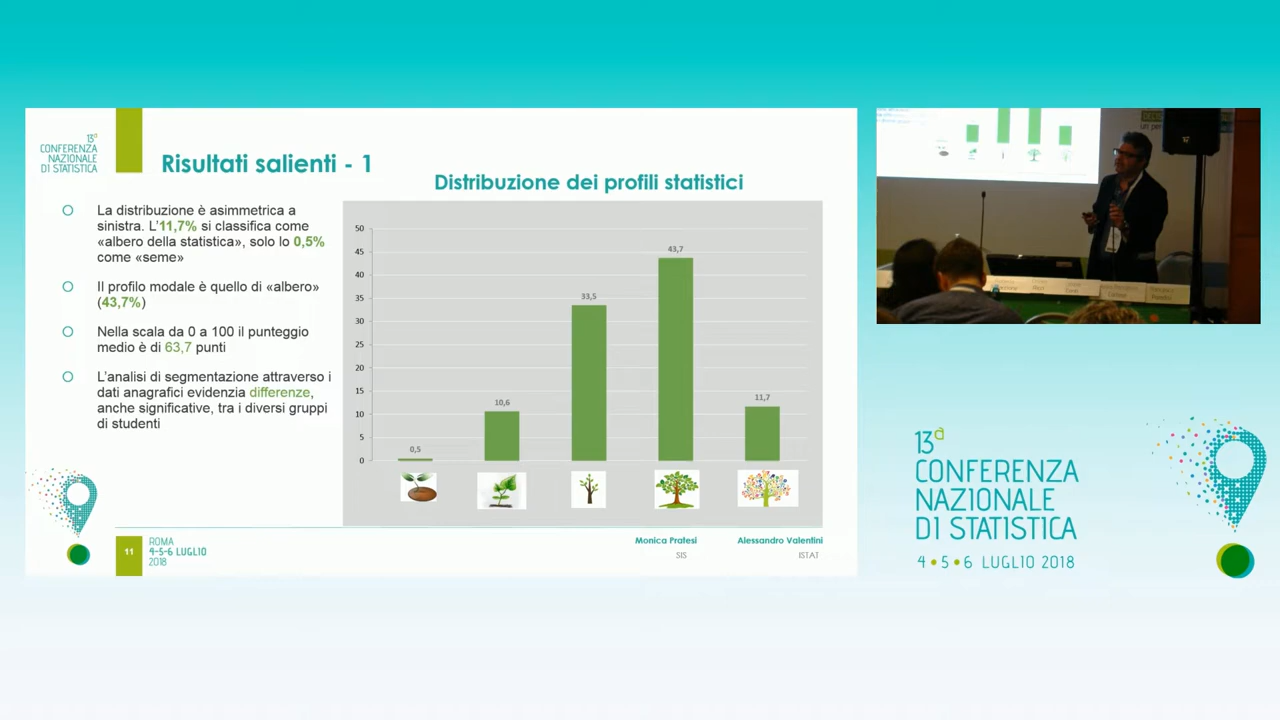 13ª
CONFERENZA
NAZIONALE
DI STATISTICA
Risultati salienti - 1
La distribuzione è asimmetrica a
sinistra. L'11,7% si classifica come
«albero della statistica», solo lo 0,5%
come «seme»
Il profilo modale è quello di «albero»
(43,7%)
Nella scala da 0 a 100 il punteggio
medio è di 63,7 punti
L'analisi di segmentazione attraverso i
dati anagrafici evidenzia differenze,
anche significative, tra i diversi gruppi
di studenti
Distribuzione dei profili statistici
50
45
40
35
30
25
20
15
10
5
0
0,5
10,6
33,5
43,7
11,7
11
ROMA
4-5-6 LUGLIO
2018
Monica Pratesi
SIS
Alessandro Valentini
ISTAT
13ª
CONFERENZA
NAZIONALE
DI STATISTICA
4 • 5 • 6 LUGLIO 2018